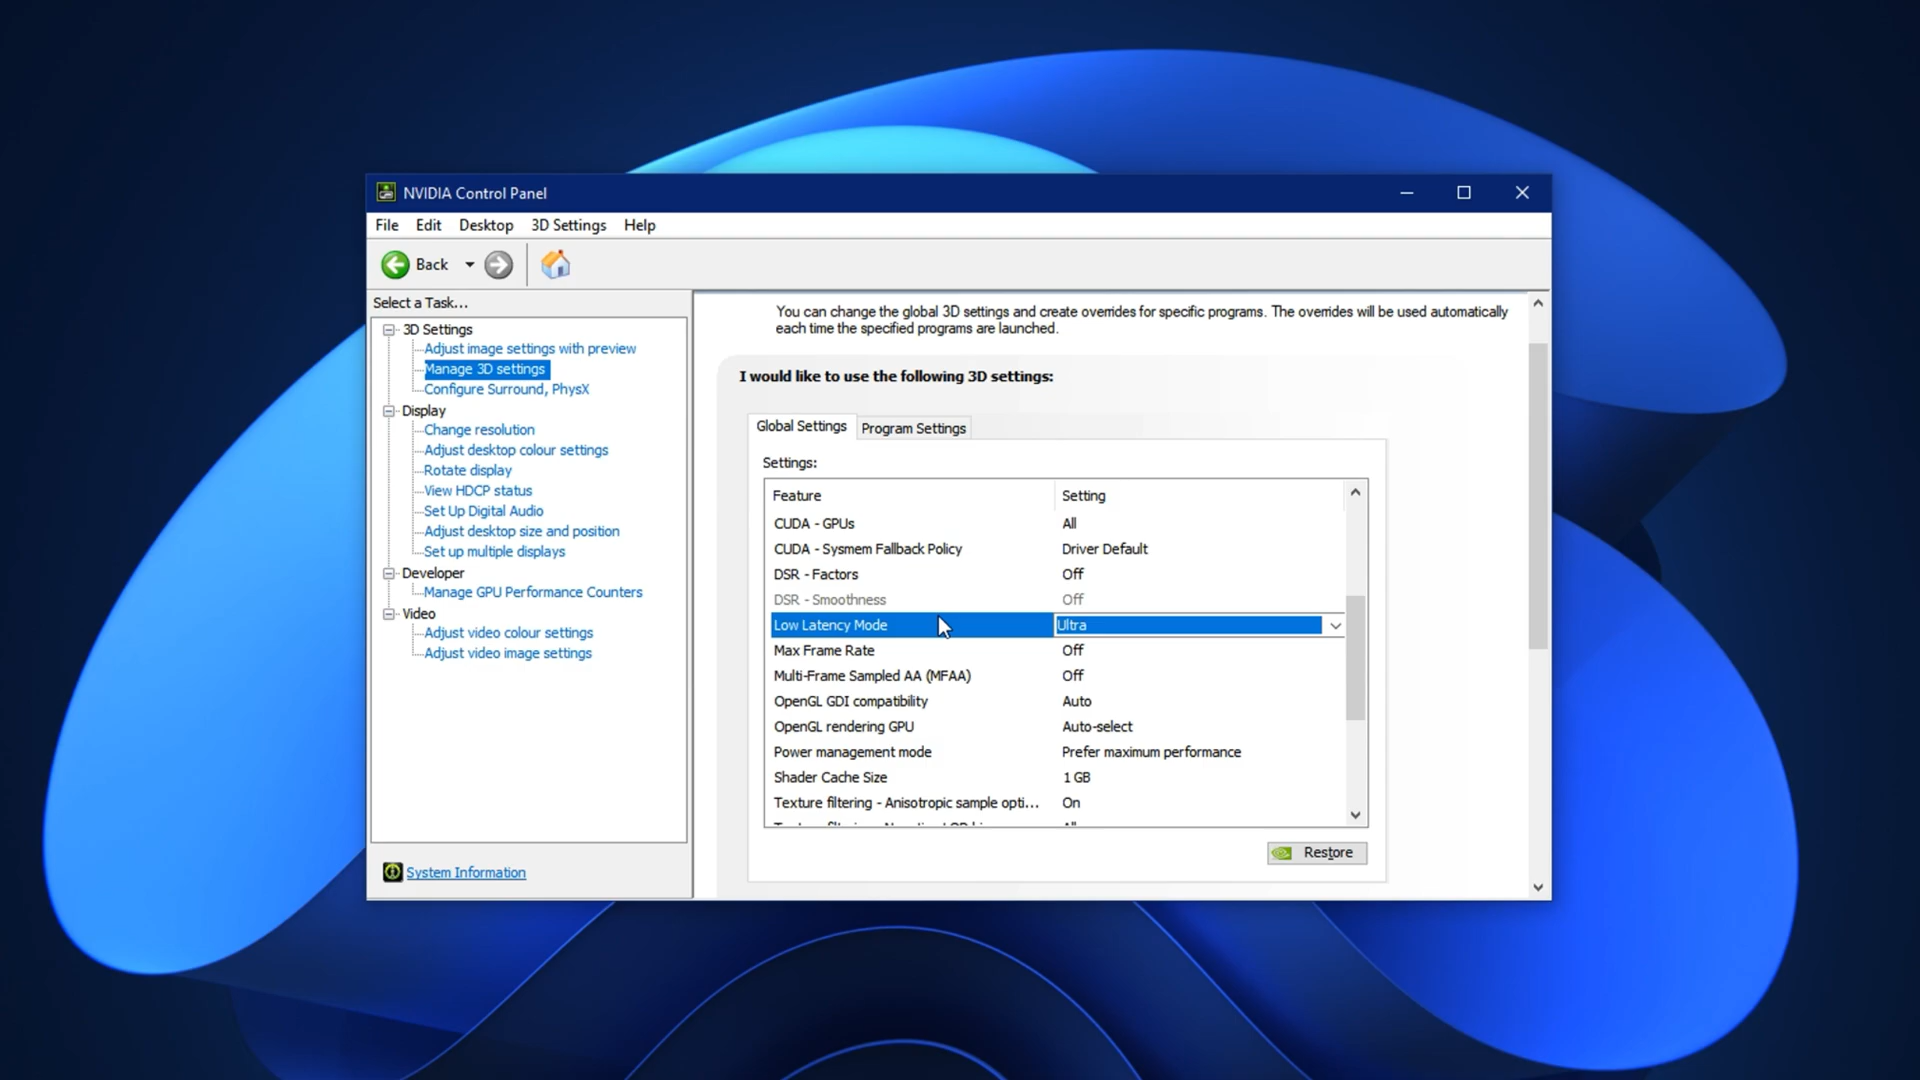 NVIDIA Control Panel
File Edit Desktop 3D Settings Help
Back
Select a Task...
3D Settings
Adjust image settings with preview
Manage 3D settings
Configure Surround, PhysX
Display
Change resolution
Adjust desktop colour settings
Rotate display
View HDCP status
Set Up Digital Audio
Adjust desktop size and position
Set up multiple displays
Developer
Manage GPU Performance Counters
Video
Adjust video colour settings
Adjust video image settings
System Information
You can change the global 3D settings and create overrides for specific programs. The overrides will be used automatically
each time the specified programs are launched.
I would like to use the following 3D settings:
Global Settings Program Settings
Settings:
Feature Setting
CUDA - GPUs All
CUDA - Sysmem Fallback Policy Driver Default
DSR - Factors Off
DSR - Smoothness Off
Low Latency Mode Ultra
Max Frame Rate Off
Multi-Frame Sampled AA (MFAA) Off
OpenGL GDI compatibility Auto
OpenGL rendering GPU Auto-select
Power management mode Prefer maximum performance
Shader Cache Size 1 GB
Texture filtering - Anisotropic sample opti... On
Restore